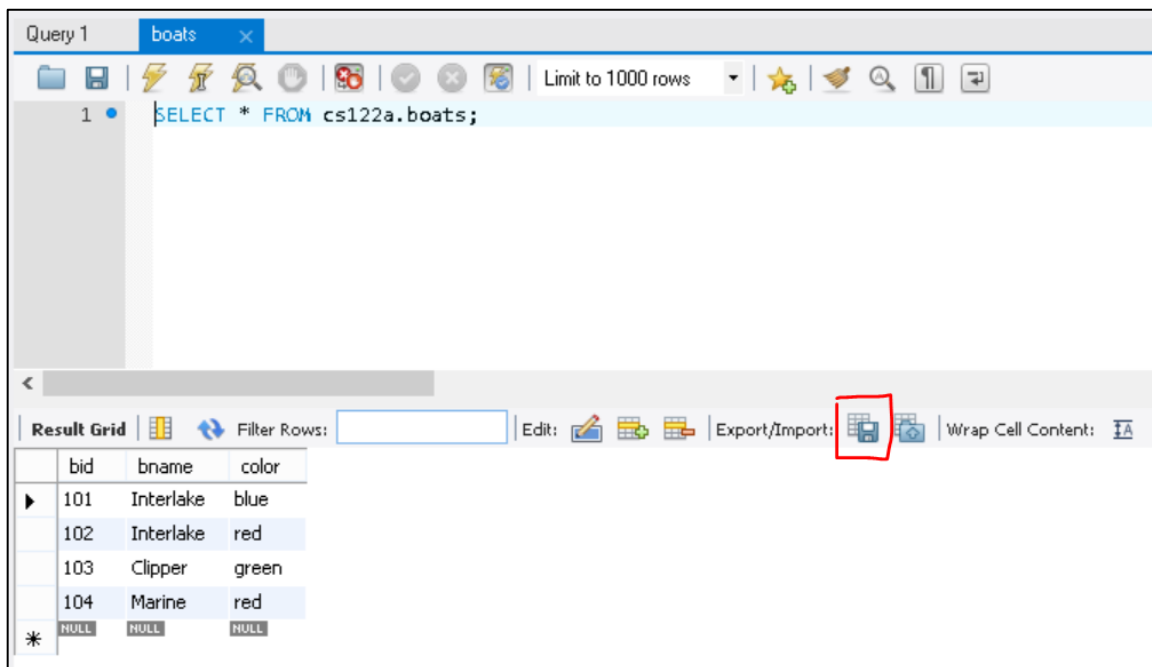 Query 1 boats ×
Limit to 1000 rows
1 SELECT * FROM cs122a.boats;
Result Grid Filter Rows: Edit: Export/Import: Wrap Cell Content: IA
bid bname color
101 Interlake blue
102 Interlake red
103 Clipper green
104 Marine red
* NULL NULL NULL